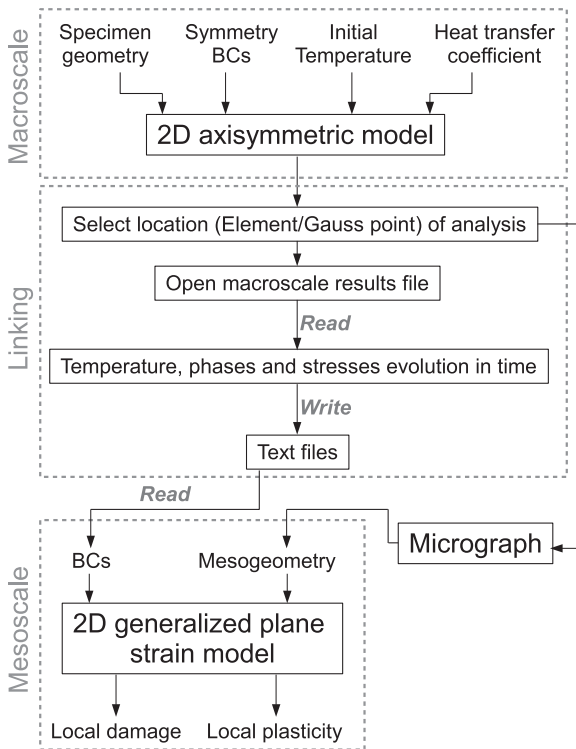 Macroscale
Specimen
geometry
Symmetry
BCs
Initial
Temperature
Heat transfer
coefficient
2D axisymmetric model
Linking
Select location (Element/Gauss point) of analysis
Open macroscale results file
Read
Temperature, phases and stresses evolution in time
Write
Text files
Read
Mesoscale
BCs
Mesogeometry
Micrograph
2D generalized plane
strain model
Local damage
Local plasticity